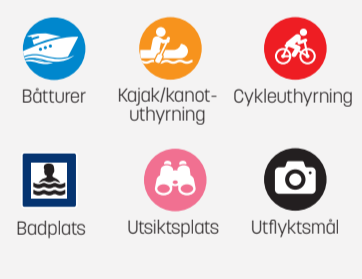 Båtturer
Kajak/kanot-
uthyrning
Cykleuthyrning
Badplats
Utsiktsplats
Utflyktsmål